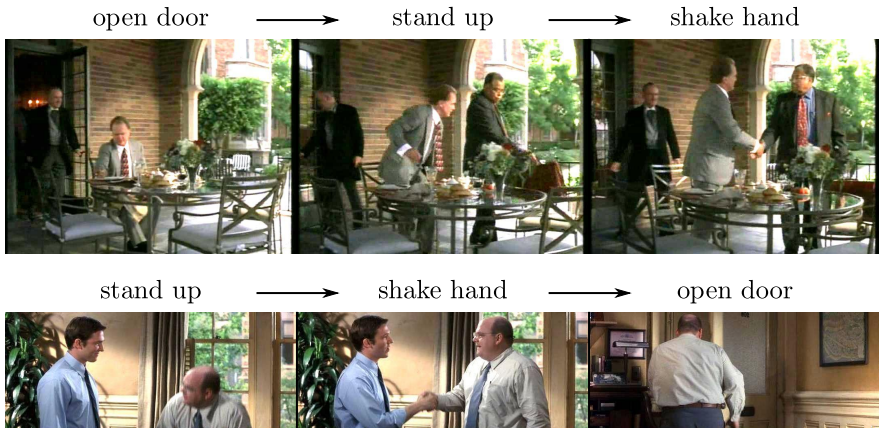 open door → stand up → shake hand
stand up → shake hand → open door